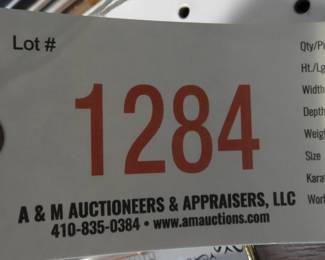 Lot #
1284
A & M AUCTIONEERS & APPRAISERS, LLC
410-835-0384 • www.amauctions.com
Qty/
Ht./Lg
Width
Depth
Weig
Size
Kara
Wor